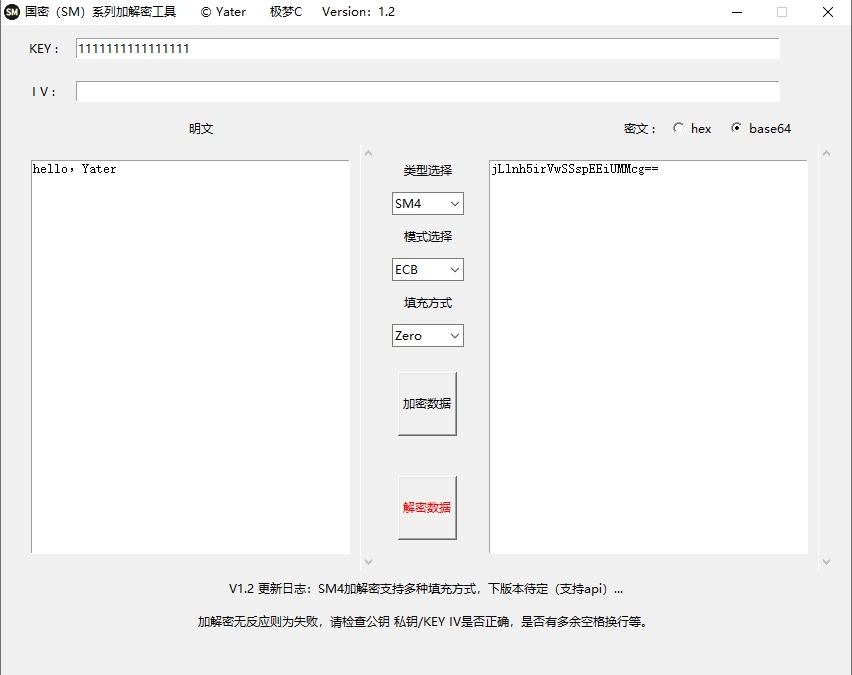 SM 国密（SM）系列加解密工具 © Yater 极梦C Version：1.2
KEY： 1111111111111111
I V：
明文
密文： hex base64
hello，Yater
类型选择
jLlnh5irVwSSspEEiUMMcg==
SM4
模式选择
ECB
填充方式
Zero
加密数据
解密数据
V1.2 更新日志：SM4加解密支持多种填充方式，下版本待定（支持api）...
加解密无反应则为失败，请检查公钥 私钥/KEY IV是否正确，是否有多余空格换行等。